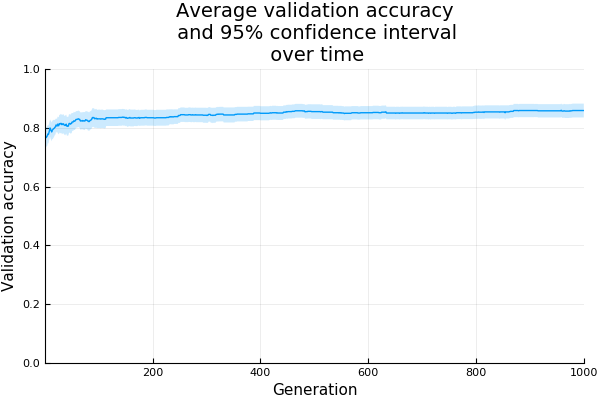 Average validation accuracy
and 95% confidence interval
over time
1.0
0.8
0.6
0.4
0.2
0.0
Validation accuracy
200
400
600
800
1000
Generation